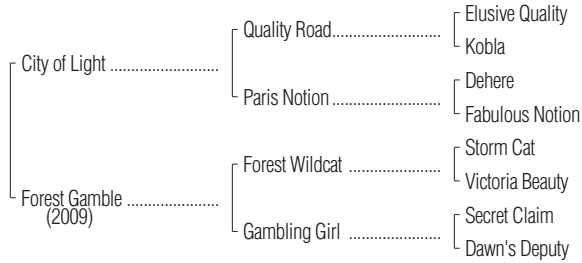 Elusive Quality
Quality Road
Kobla
City of Light
Dehere
Paris Notion
Fabulous Notion
Storm Cat
Forest Wildcat
Victoria Beauty
Forest Gamble
(2009)
Secret Claim
Gambling Girl
Dawn's Deputy